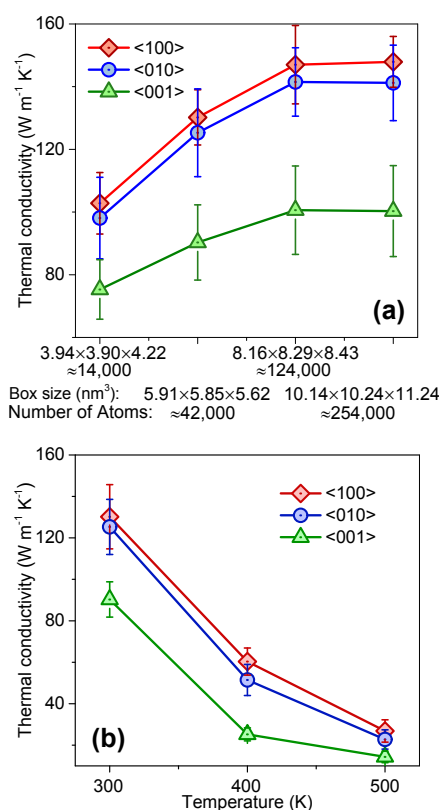 160
120
80
Thermal conductivity (W m⁻¹ K⁻¹)
<100>
<010>
<001>
(a)
3.94×3.90×4.22 8.16×8.29×8.43
≈14,000 ≈124,000
Box size (nm³): 5.91×5.85×5.62 10.14×10.24×11.24
Number of Atoms: ≈42,000 ≈254,000
160
120
80
40
Thermal conductivity (W m⁻¹ K⁻¹)
<100>
<010>
<001>
(b)
300 400 500
Temperature (K)